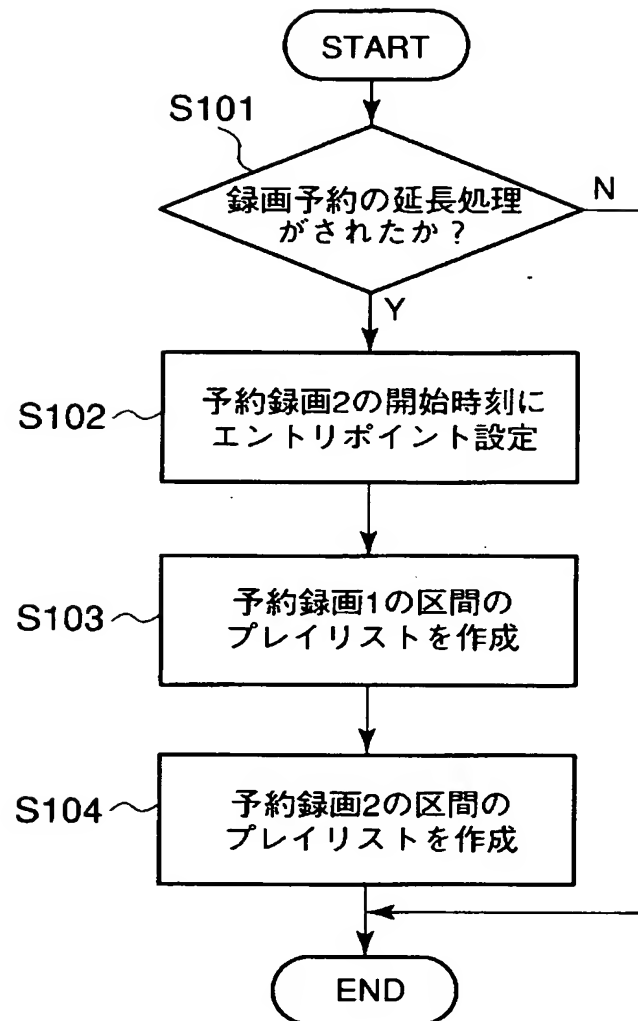 START
S101
録画予約の延長処理
がされたか？
N
Y
S102
予約録画2の開始時刻に
エントリポイント設定
S103
予約録画1の区間の
プレイリストを作成
S104
予約録画2の区間の
プレイリストを作成
END